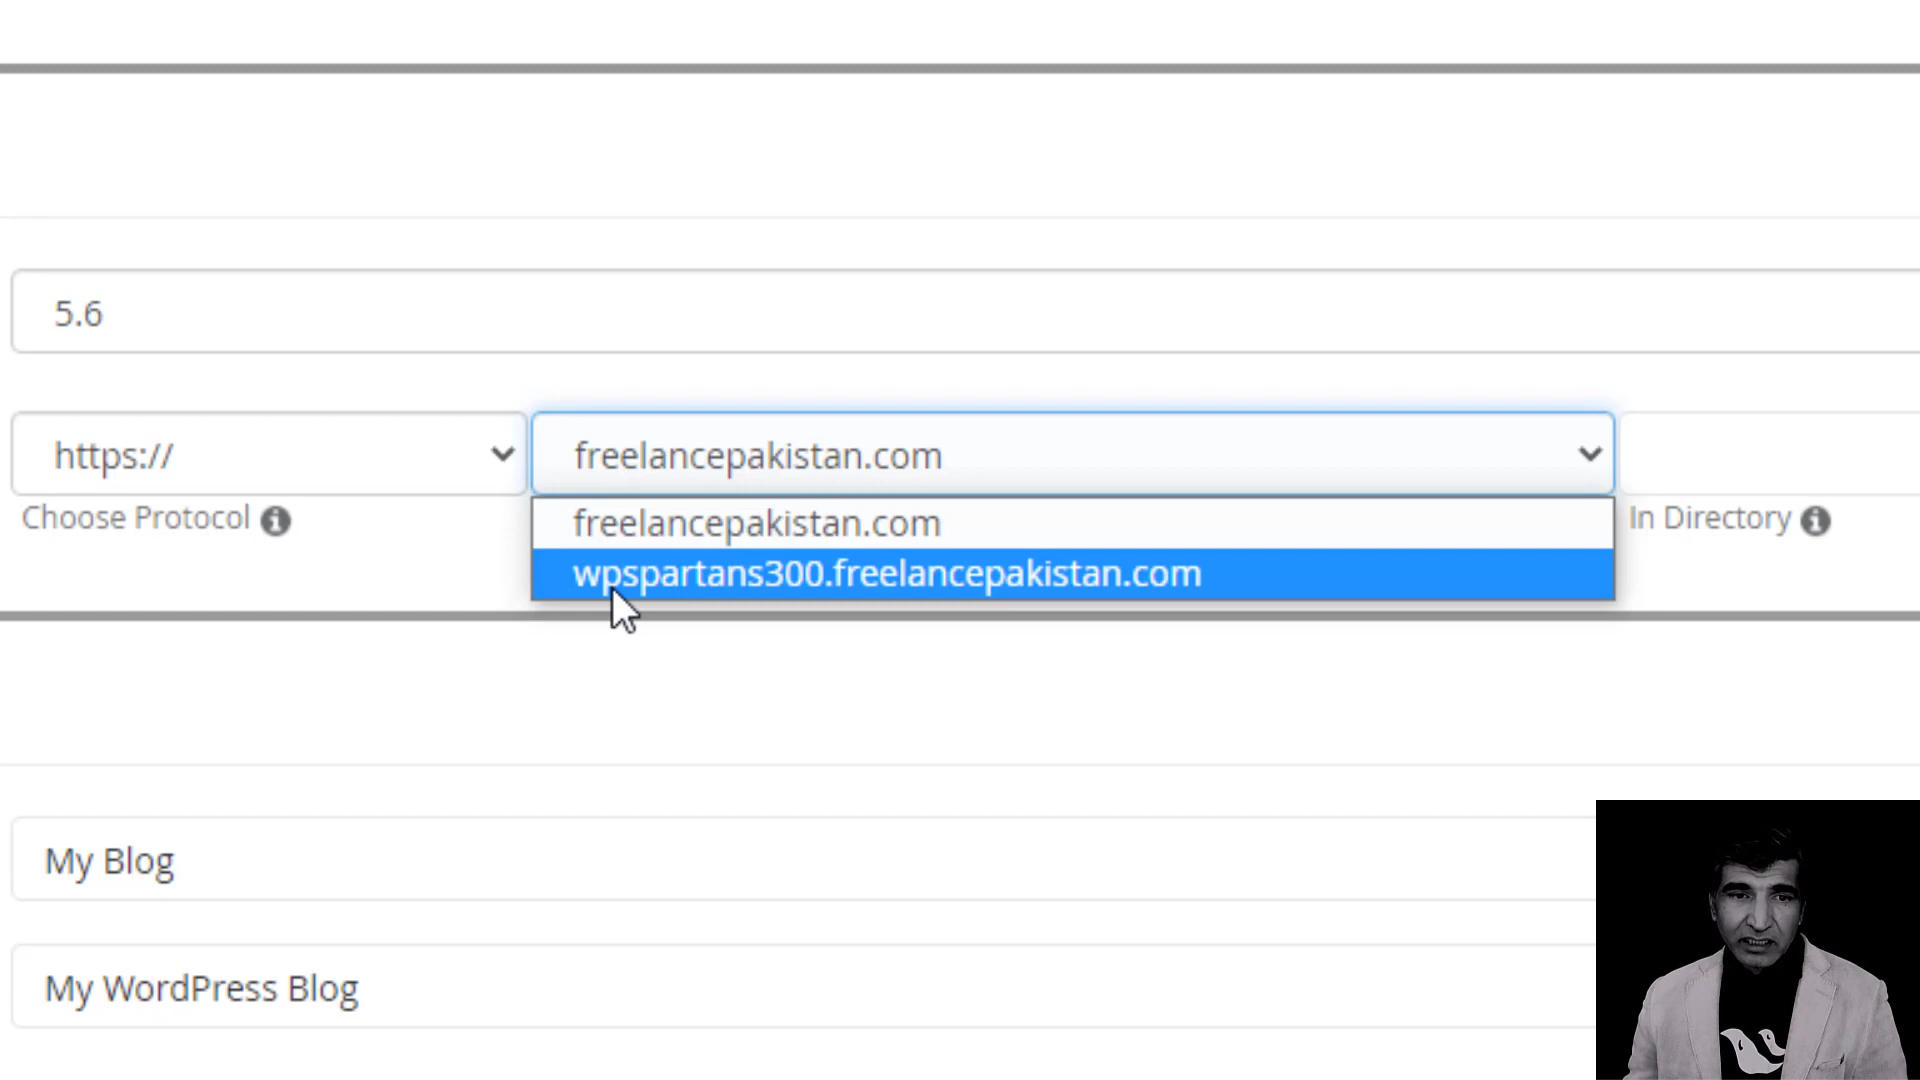 5.6
https://
freelancepakistan.com
Choose Protocol
freelancepakistan.com
In Directory
wpspartans300.freelancepakistan.com
My Blog
My WordPress Blog